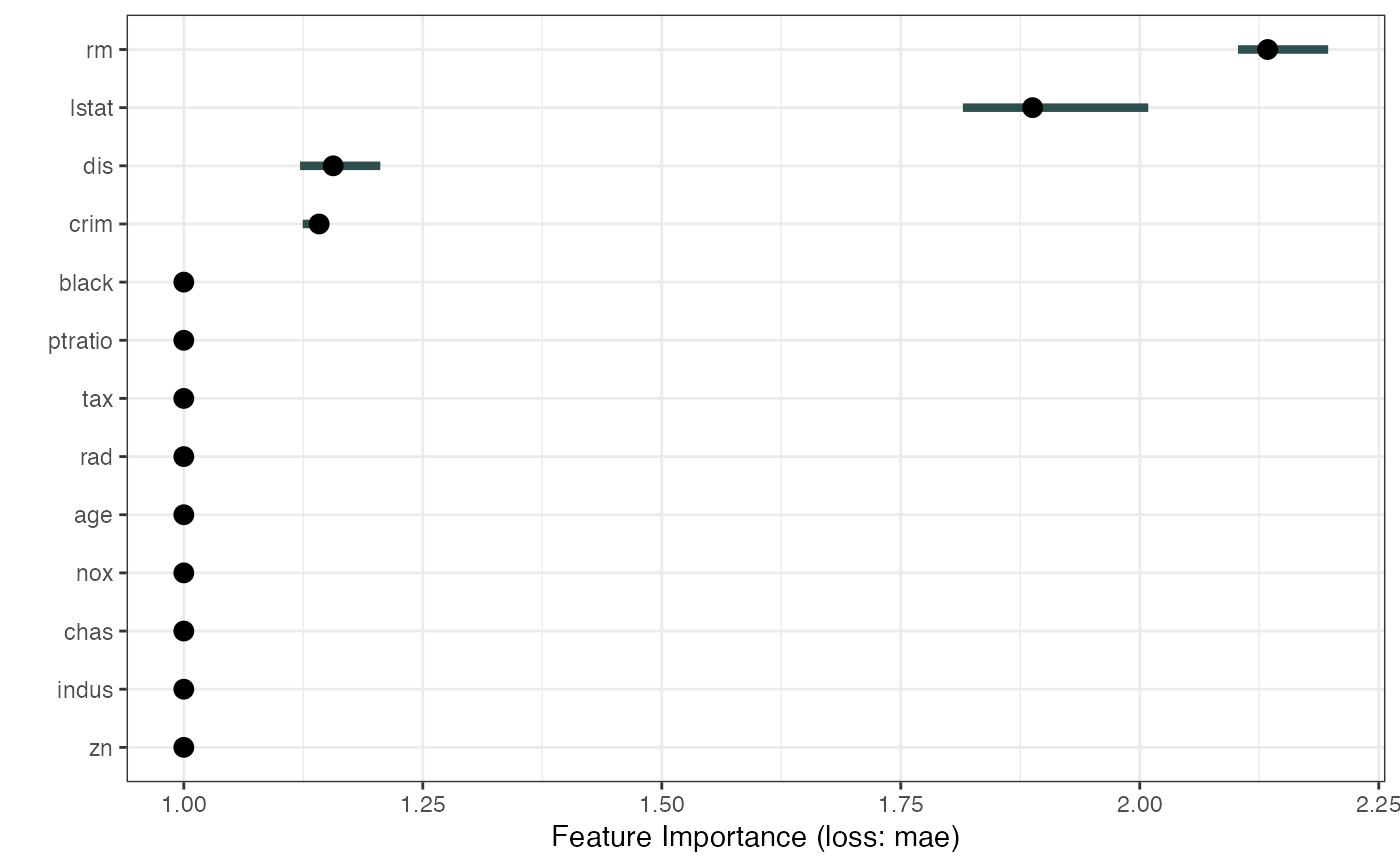 rm
lstat
dis
crim
black
ptratio
tax
rad
age
nox
chas
indus
zn
1.00 1.25 1.50 1.75 2.00 2.25
Feature Importance (loss: mae)